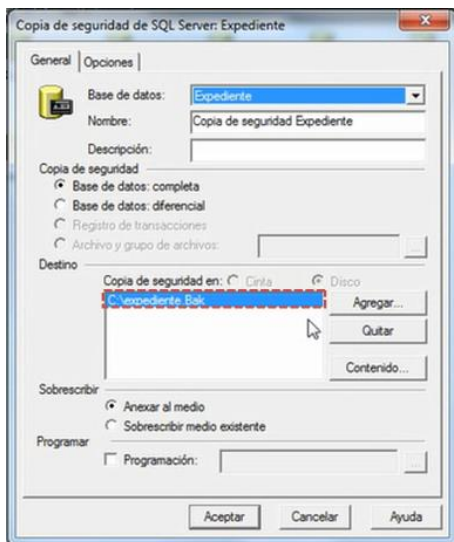 Copia de seguridad de SQL Server: Expediente
General Opciones
Base de datos: Expediente
Nombre: Copia de seguridad Expediente
Descripción:
Copia de seguridad
Base de datos: completa
Base de datos: diferencial
Registro de transacciones
Archivo y grupo de archivos: ...
Destino
Copia de seguridad en: Cinta Disco
C:\expediente.Bak
Agregar...
Quitar
Contenido...
Sobrescribir
Anexar al medio
Sobrescribir medio existente
Programar
Programación: ...
Aceptar Cancelar Ayuda